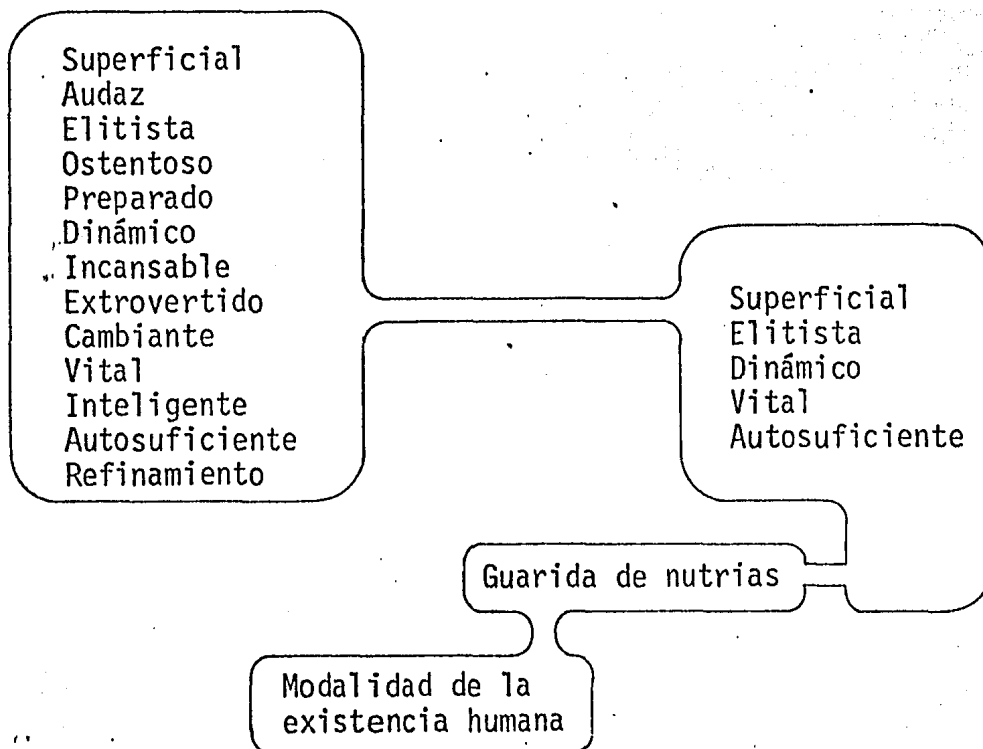 Superficial
Audaz
Elitista
Ostentoso
Preparado
Dinámico
Incansable
Extrovertido
Cambiante
Vital
Inteligente
Autosuficiente
Refinamiento
Superficial
Elitista
Dinámico
Vital
Autosuficiente
Guarida de nutrias
Modalidad de la
existencia humana